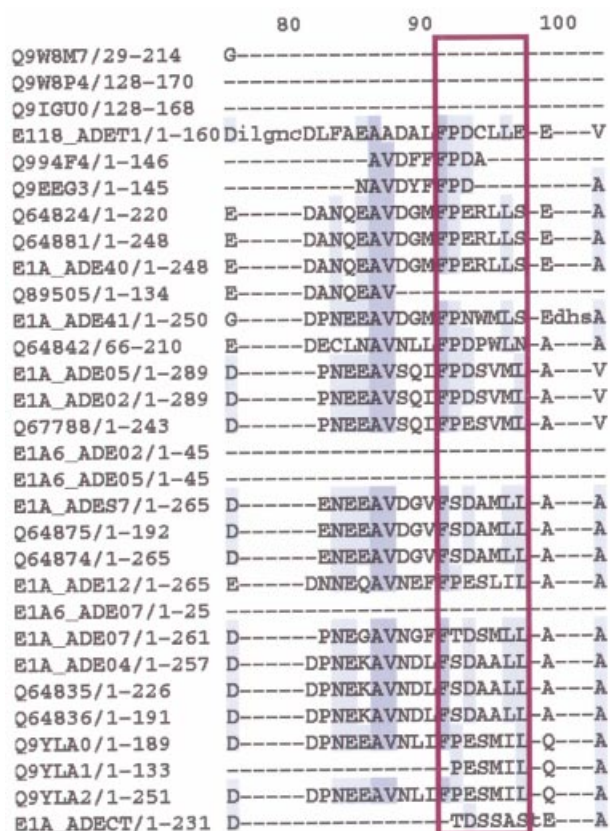 80 90 100
Q9W8M7/29-214 G----------------------------
Q9W8P4/128-170 -----------------------------
Q9IGU0/128-168 -----------------------------
E118_ADET1/1-160 DilgncDLFAEAADALFPDCLLE-E---V
Q994F4/1-146 -----------AVDFFFPDA---------
Q9EEG3/1-145 ----------NAVDYFFPD---------A
Q64824/1-220 E------DANQEAVDGMFPERLLS-E---A
Q64881/1-248 E------DANQEAVDGMFPERLLS-E---A
E1A_ADE40/1-248 E------DANQEAVDGMFPERLLS-E---A
Q89505/1-134 E------DANQEAV----------------
E1A_ADE41/1-250 G------DPNEEAVDGMFPNWMLS-EdhsA
Q64842/66-210 E------DECLNAVNLLFPDPWLN-A---A
E1A_ADE05/1-289 D-------PNEEAVSQIFPDSVML-A---V
E1A_ADE02/1-289 D-------PNEEAVSQIFPDSVML-A---V
Q67788/1-243 D-------PNEEAVSQIFPESVML-A---V
E1A6_ADE02/1-45 -----------------------------
E1A6_ADE05/1-45 -----------------------------
E1A_ADES7/1-265 D-------ENEEAVDGVFSDAMLL-A---A
Q64875/1-192 D-------ENEEAVDGVFSDAMLL-A---A
Q64874/1-265 D-------ENEEAVDGVFSDAMLL-A---A
E1A_ADE12/1-265 E------DNNEQAVNEFFPESLIL-A---A
E1A6_ADE07/1-25 -----------------------------
E1A_ADE07/1-261 D-------PNEGAVNGFFTDSMLL-A---A
E1A_ADE04/1-257 D------DPNEKAVNDLFSDAALL-A---A
Q64835/1-226 D------DPNEKAVNDLFSDAALL-A---A
Q64836/1-191 D------DPNEKAVNDLFSDAALL-A---A
Q9YLA0/1-189 D------DPNEEAVNLIFPESMIL-Q---A
Q9YLA1/1-133 ------------------PESMIL-Q---A
Q9YLA2/1-251 D------DPNEEAVNLIFPESMIL-Q---A
E1A_ADECT/1-231 D-----------------TDSSAStE---A